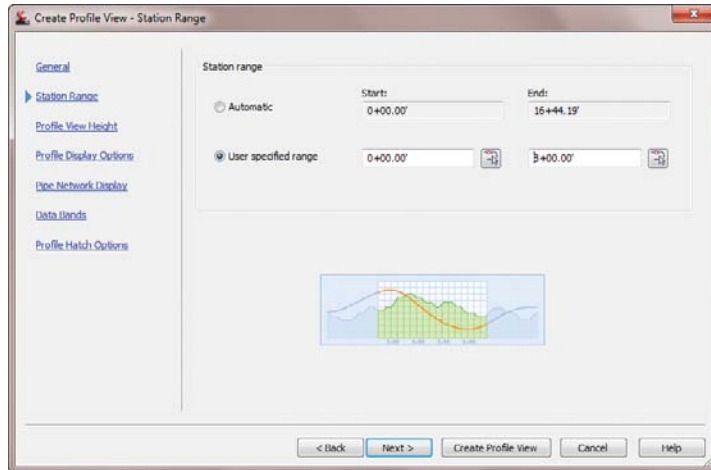 Create Profile View - Station Range
General
Station Range
Profile View Height
Profile Display Options
Pipe Network Display
Data Bands
Profile Hatch Options
Station range
Start:
End:
Automatic
0+00.00'
16+44.19'
User specified range
0+00.00'
3+00.00'
< Back
Next >
Create Profile View
Cancel
Help